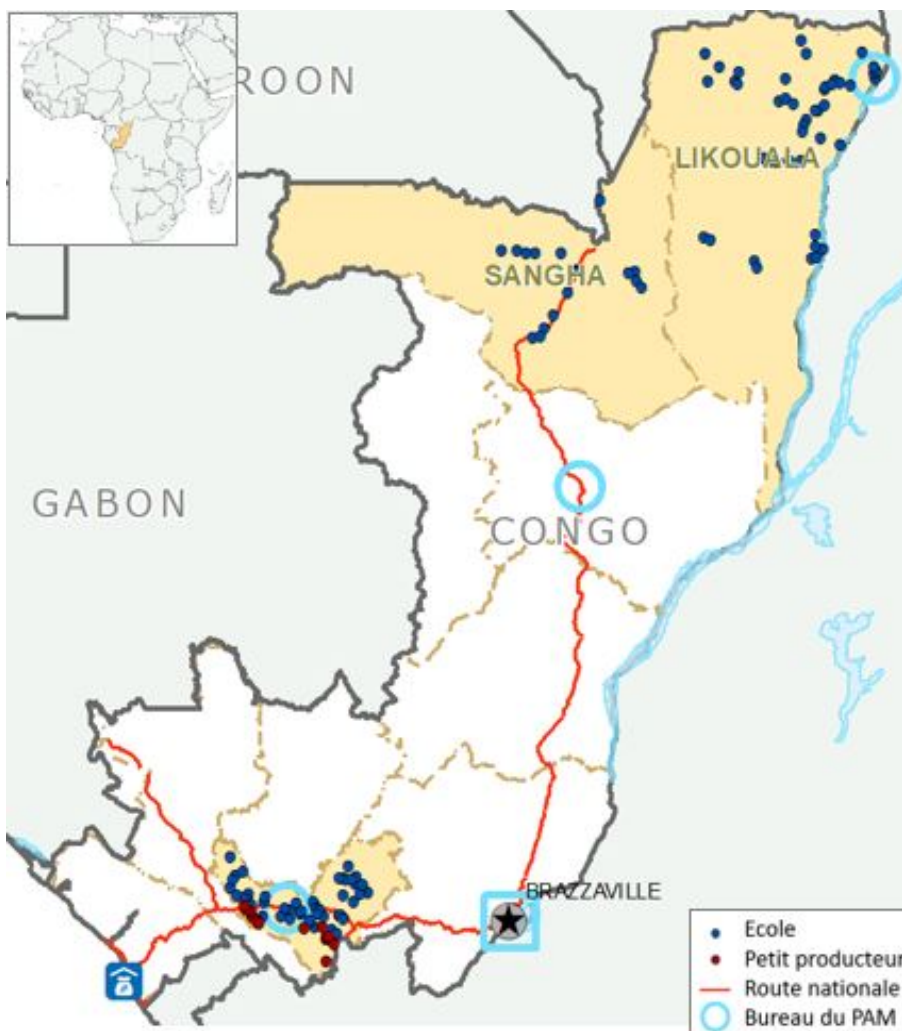 ROON
LIKOUALA
SANGHA
GABON
CONGO
BRAZZAVILLE
Ecole
Petit producteur
Route nationale
Bureau du PAM